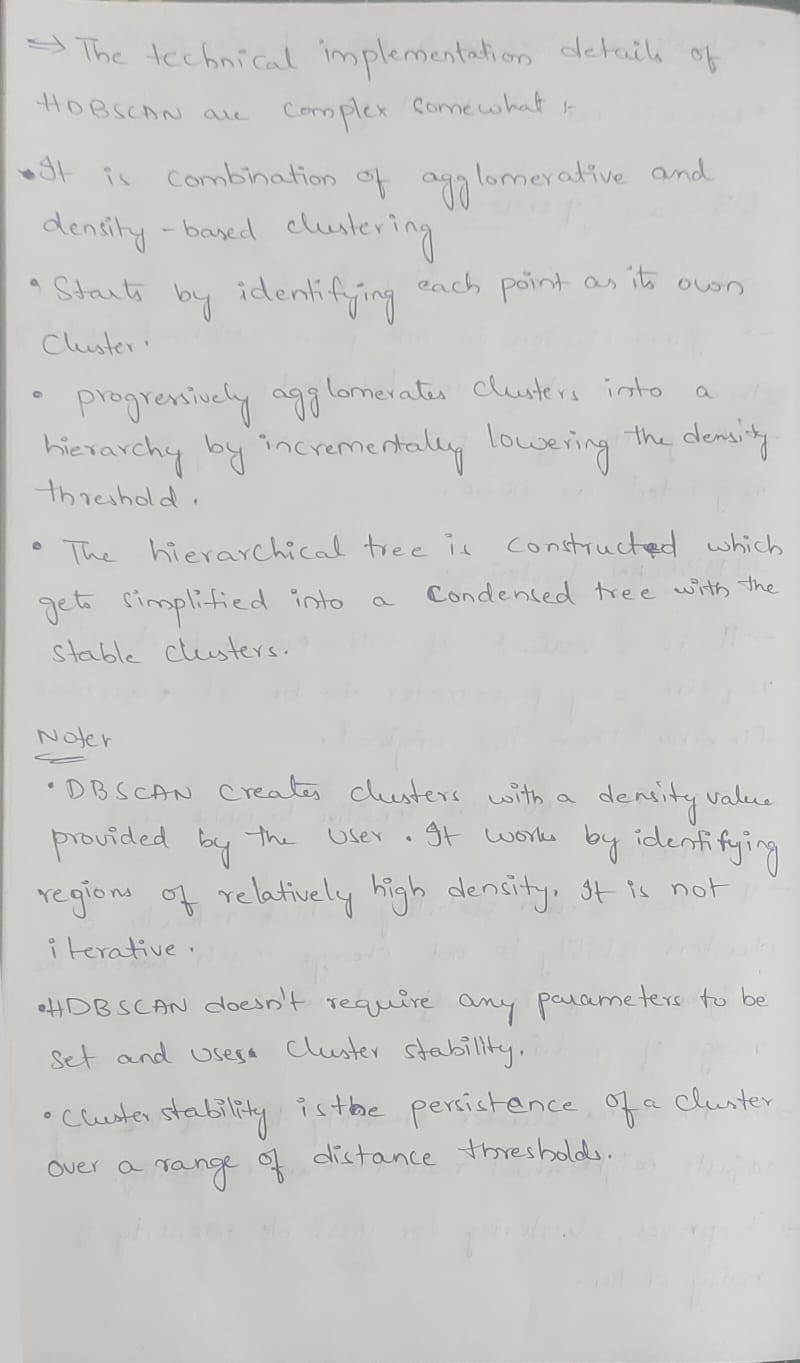 ⇒ The technical implementation details of
HDBSCAN are complex somewhat :-
• It is combination of agglomerative and
density - based clustering
• Starts by identifying each point as its own
Cluster.
• progressively agglomerates clusters into a
hierarchy by incrementally lowering the density
threshold.
• The hierarchical tree is constructed which
gets simplified into a Condensed tree with the
stable clusters.
Note:
• DBSCAN creates clusters with a density value
provided by the User. It works by identifying
regions of relatively high density. It is not
iterative.
• HDBSCAN doesn't require any parameters to be
set and uses Cluster stability.
• Cluster stability is the persistance of a cluster
over a range of distance thresholds.